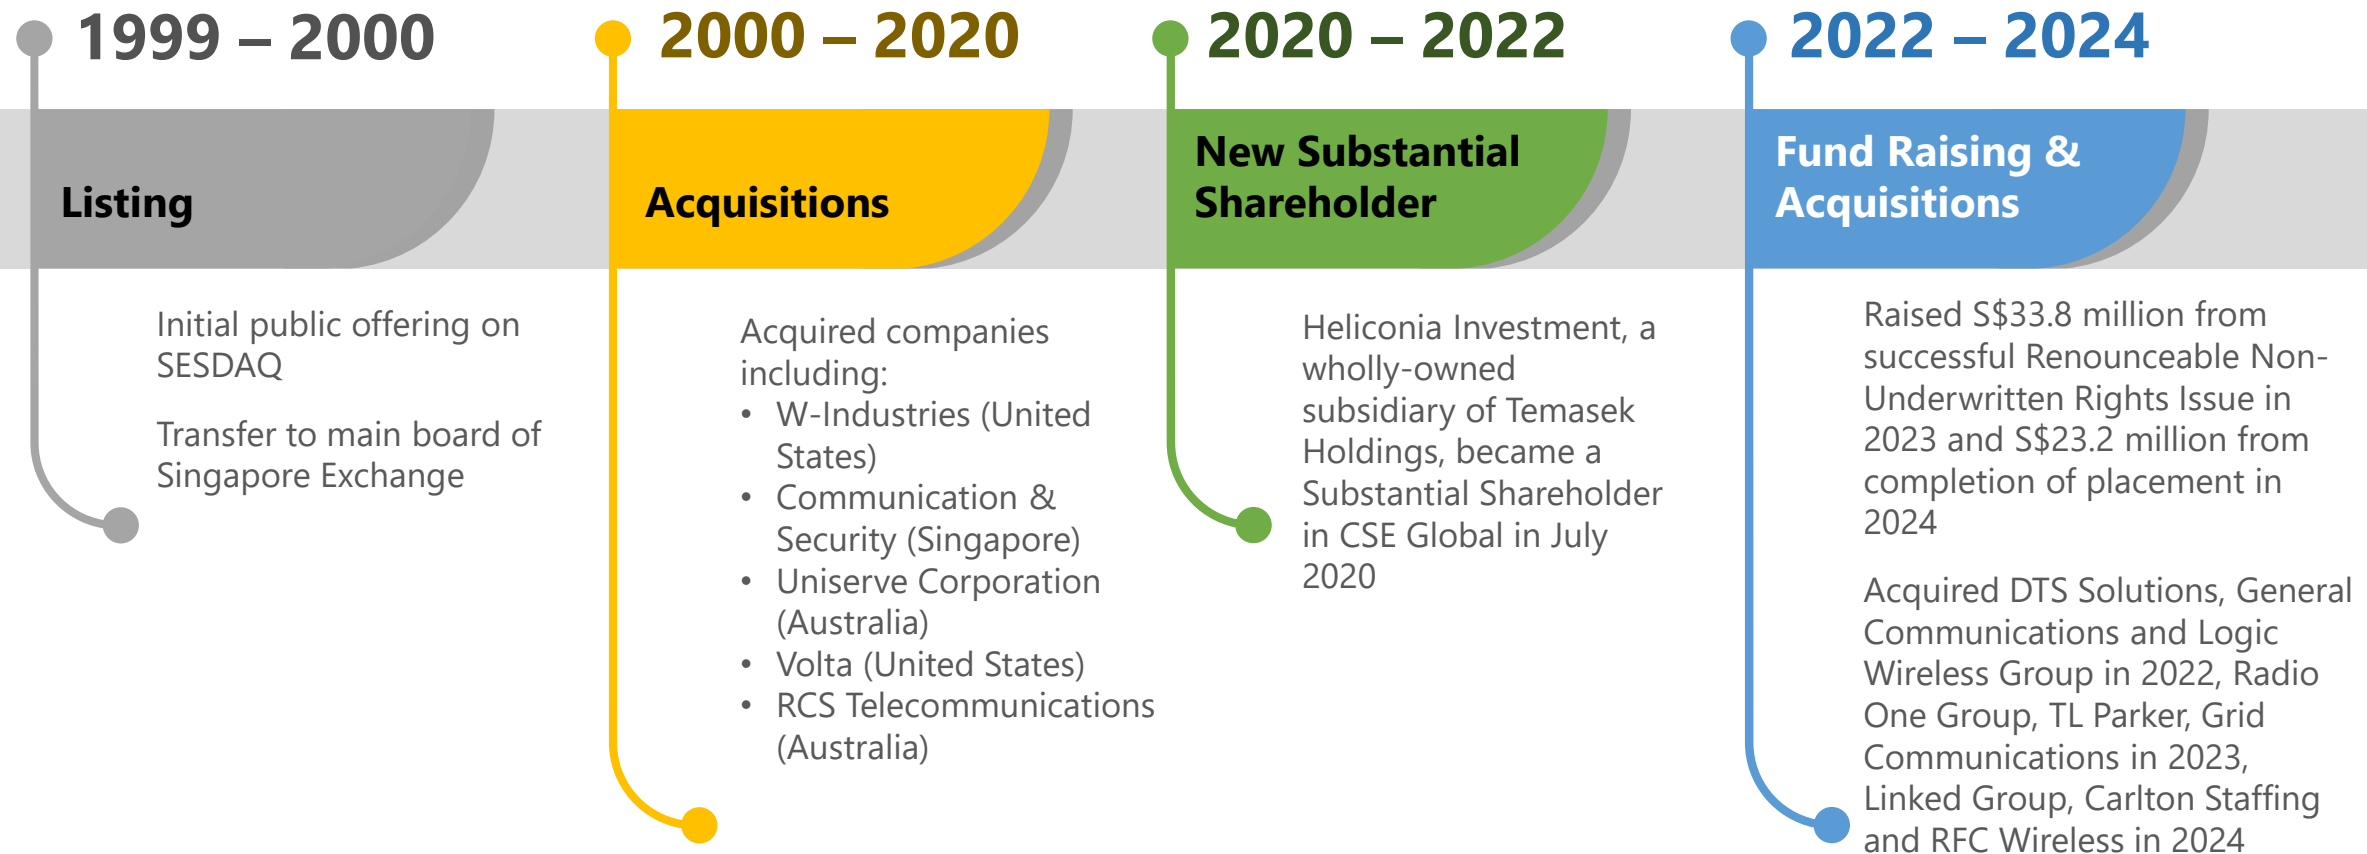 1999 – 2000
Listing
Initial public offering on
SESDAQ
Transfer to main board of
Singapore Exchange
2000 – 2020
Acquisitions
Acquired companies
including:
• W-Industries (United
States)
• Communication &
Security (Singapore)
• Uniserve Corporation
(Australia)
• Volta (United States)
• RCS Telecommunications
(Australia)
2020 – 2022
New Substantial
Shareholder
Heliconia Investment, a
wholly-owned
subsidiary of Temasek
Holdings, became a
Substantial Shareholder
in CSE Global in July
2020
2022 – 2024
Fund Raising &
Acquisitions
Raised S$33.8 million from
successful Renounceable Non-
Underwritten Rights Issue in
2023 and S$23.2 million from
completion of placement in
2024
Acquired DTS Solutions, General
Communications and Logic
Wireless Group in 2022, Radio
One Group, TL Parker, Grid
Communications in 2023,
Linked Group, Carlton Staffing
and RFC Wireless in 2024